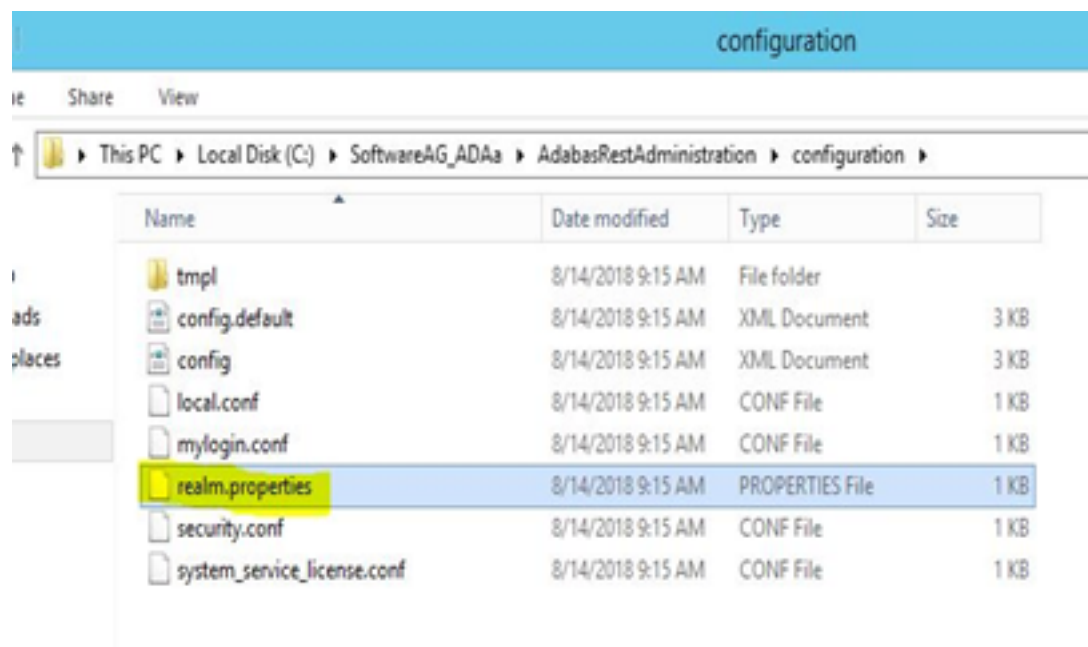 configuration
Share View
This PC Local Disk (C:) SoftwareAG_ADAa AdabasRestAdministration configuration
Name Date modified Type Size
tmpl 8/14/2018 9:15 AM File folder
ads config.default 8/14/2018 9:15 AM XML Document 3 KB
places config 8/14/2018 9:15 AM XML Document 3 KB
local.conf 8/14/2018 9:15 AM CONF File 1 KB
mylogin.conf 8/14/2018 9:15 AM CONF File 1 KB
realm.properties 8/14/2018 9:15 AM PROPERTIES File 1 KB
security.conf 8/14/2018 9:15 AM CONF File 1 KB
system_service_license.conf 8/14/2018 9:15 AM CONF File 1 KB